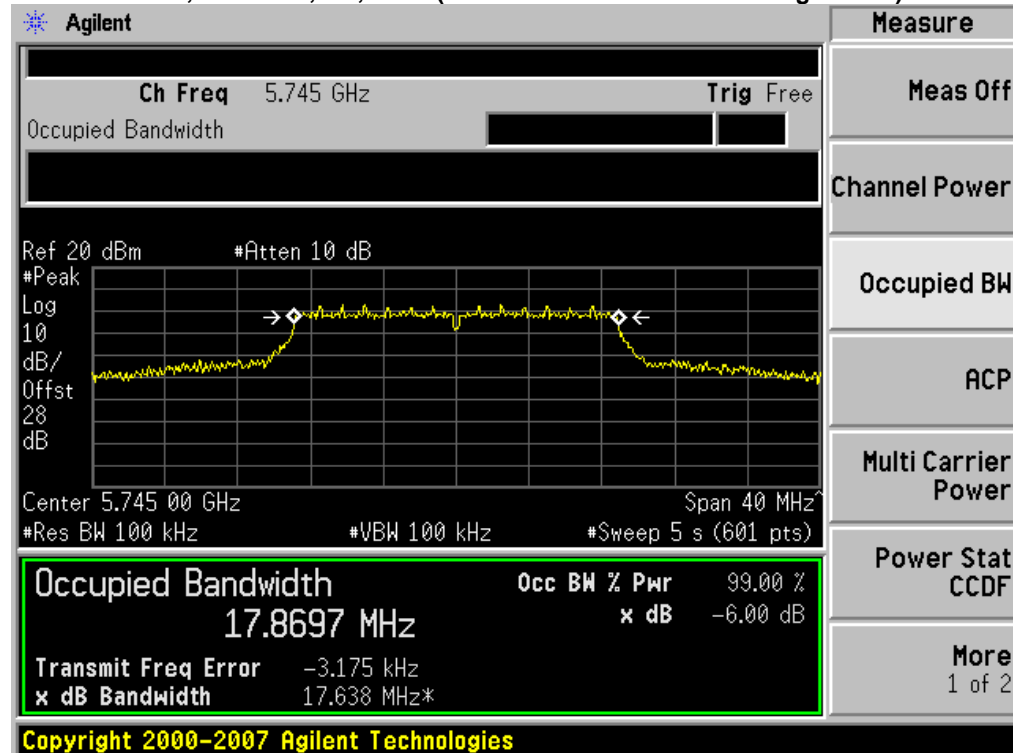 Agilent
Measure
Ch Freq 5.745 GHz Trig Free
Occupied Bandwidth
Meas Off
Channel Power
Occupied BW
ACP
Multi Carrier
Power
Power Stat
CCDF
More
1 of 2
Ref 20 dBm #Atten 10 dB
#Peak
Log
10
dB/
Offst
28
dB
Center 5.745 00 GHz Span 40 MHz^
#Res BW 100 kHz #VBW 100 kHz #Sweep 5 s (601 pts)
Occupied Bandwidth Occ BW % Pwr 99.00 %
17.8697 MHz x dB -6.00 dB
Transmit Freq Error -3.175 kHz
x dB Bandwidth 17.638 MHz*
Copyright 2000-2007 Agilent Technologies